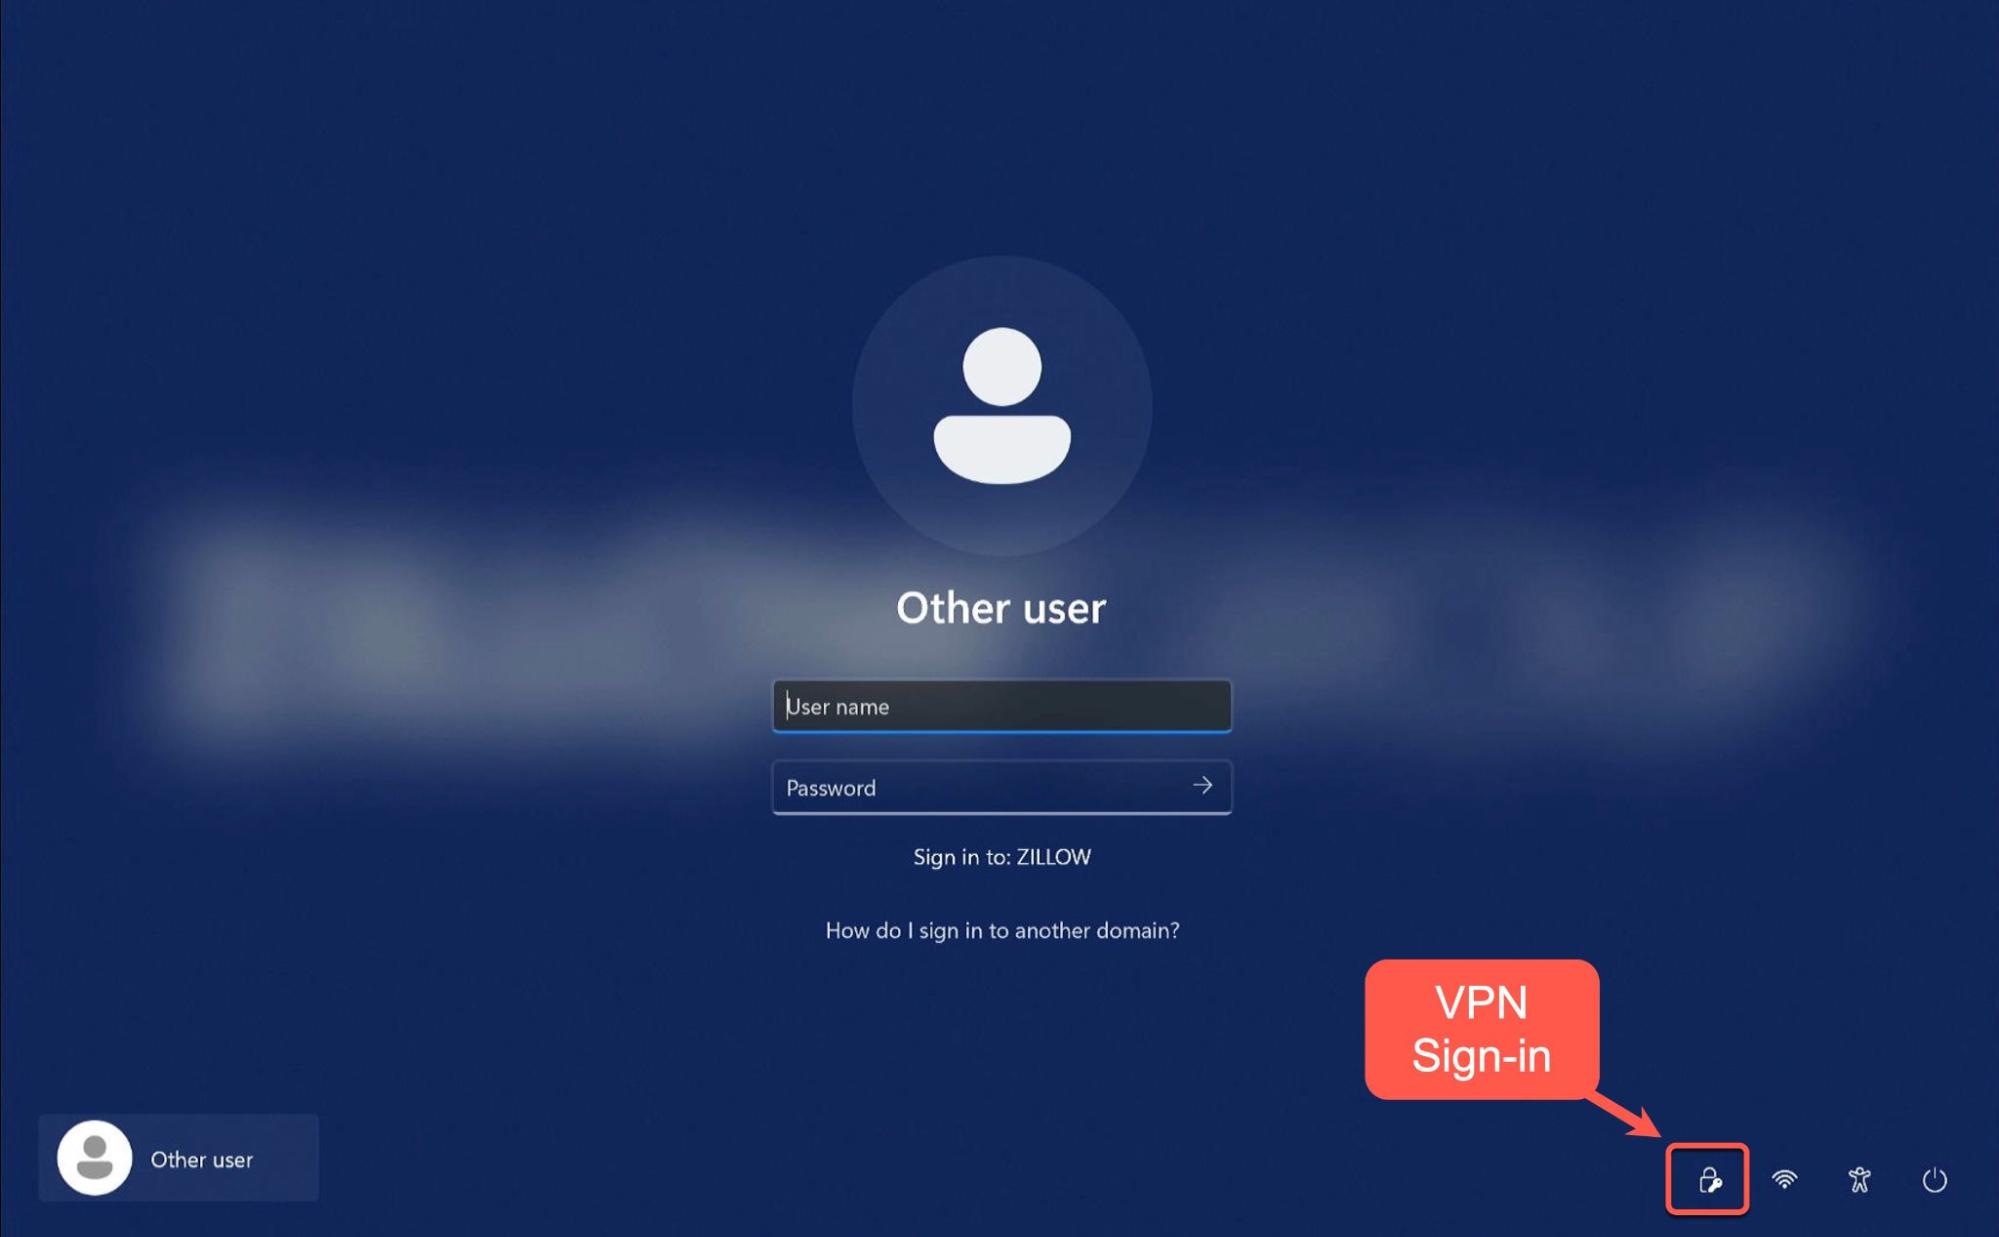 Other user
User name
Password
Sign in to: ZILLOW
How do I sign in to another domain?
VPN
Sign-in
Other user